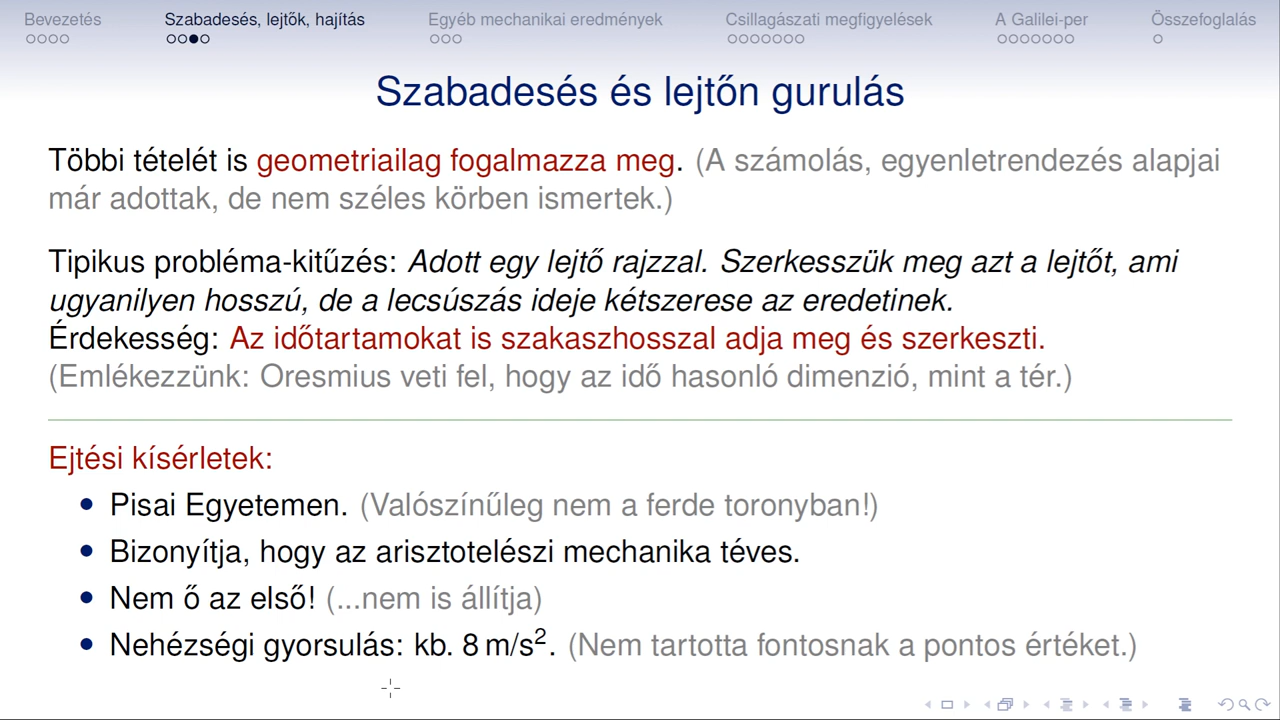 Bevezetés
Szabadesés, lejtők, hajítás
Egyéb mechanikai eredmények
Csillagászati megfigyelések
A Galilei-per
Összefoglalás
Szabadesés és lejtőn gurulás
Többi tételét is geometriailag fogalmazza meg. (A számolás, egyenletrendezés alapjai
már adottak, de nem széles körben ismertek.)
Tipikus probléma-kitűzés: Adott egy lejtő rajzzal. Szerkesszük meg azt a lejtőt, ami
ugyanilyen hosszú, de a lecsúszás ideje kétszerese az eredetinek.
Érdekesség: Az időtartamokat is szakaszhosszal adja meg és szerkeszti.
(Emlékezzünk: Oresmius veti fel, hogy az idő hasonló dimenzió, mint a tér.)
Ejtési kísérletek:
• Pisai Egyetemen. (Valószínűleg nem a ferde toronyban!)
• Bizonyítja, hogy az arisztotelészi mechanika téves.
• Nem ő az első! (...nem is állítja)
• Nehézségi gyorsulás: kb. 8 m/s². (Nem tartotta fontosnak a pontos értéket.)